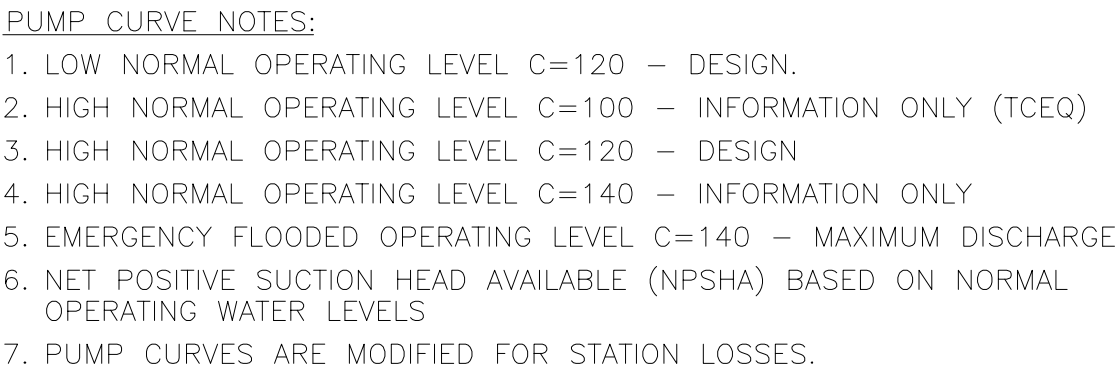 PUMP CURVE NOTES:
1. LOW NORMAL OPERATING LEVEL C=120 – DESIGN.
2. HIGH NORMAL OPERATING LEVEL C=100 – INFORMATION ONLY (TCEQ)
3. HIGH NORMAL OPERATING LEVEL C=120 – DESIGN
4. HIGH NORMAL OPERATING LEVEL C=140 – INFORMATION ONLY
5. EMERGENCY FLOODED OPERATING LEVEL C=140 – MAXIMUM DISCHARGE
6. NET POSITIVE SUCTION HEAD AVAILABLE (NPSHA) BASED ON NORMAL
OPERATING WATER LEVELS
7. PUMP CURVES ARE MODIFIED FOR STATION LOSSES.